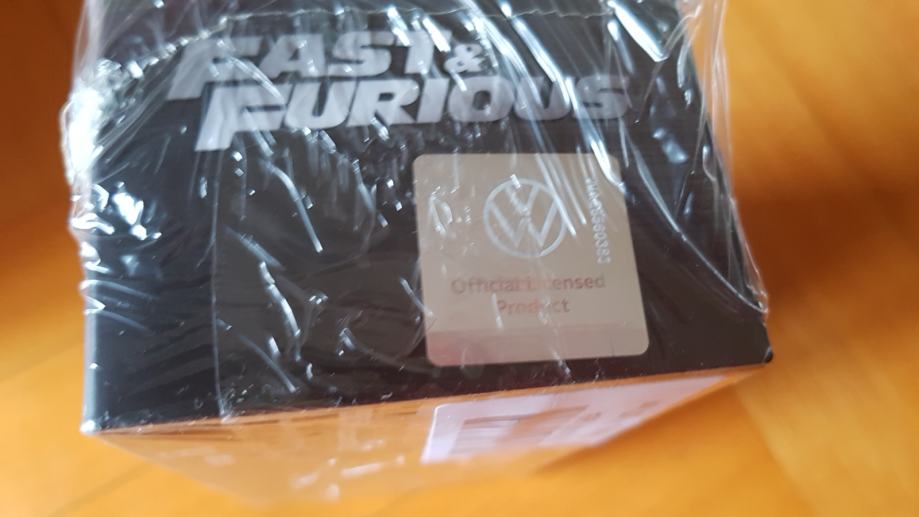 FAST &
FURIOUS
Official Licensed
Product